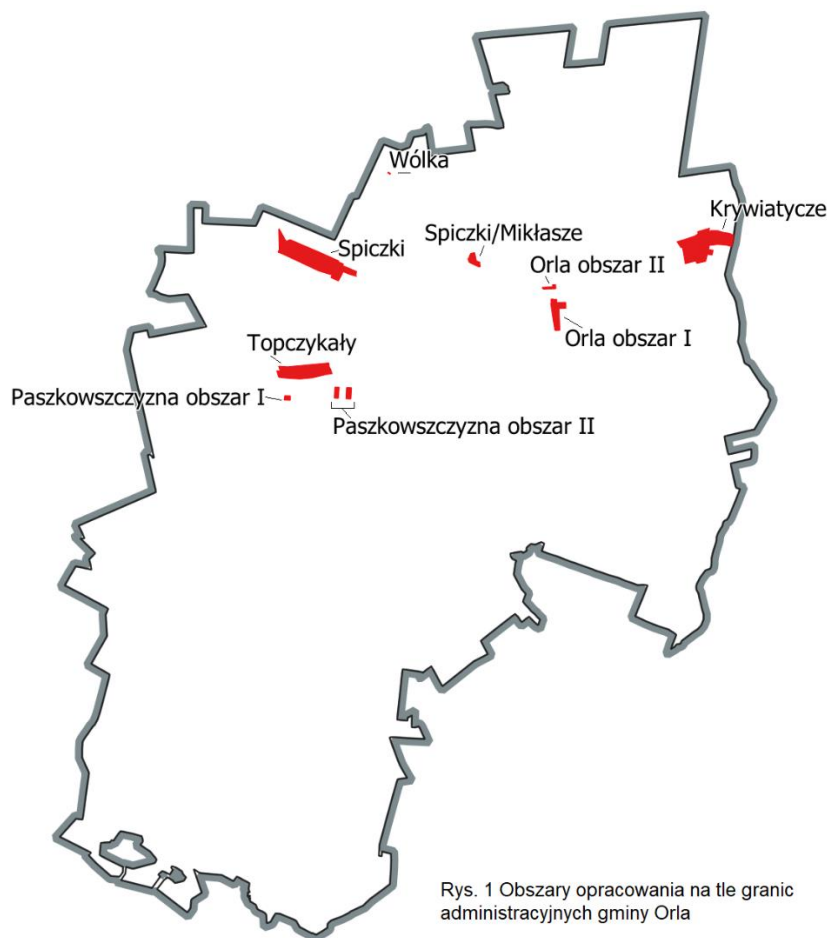 Wólka
Krywiatycze
Spiczki/Mikłasze
Spiczki
Orla obszar II
Orla obszar I
Topczykały
Paszkowszczyzna obszar I
Paszkowszczyzna obszar II
Rys. 1 Obszary opracowania na tle granic
administracyjnych gminy Orla